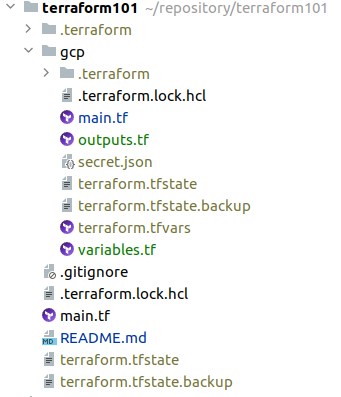 terraform101 ~/repository/terraform101
.terraform
gcp
.terraform
.terraform.lock.hcl
main.tf
outputs.tf
secret.json
terraform.tfstate
terraform.tfstate.backup
terraform.tfvars
variables.tf
.gitignore
.terraform.lock.hcl
main.tf
MD README.md
terraform.tfstate
terraform.tfstate.backup